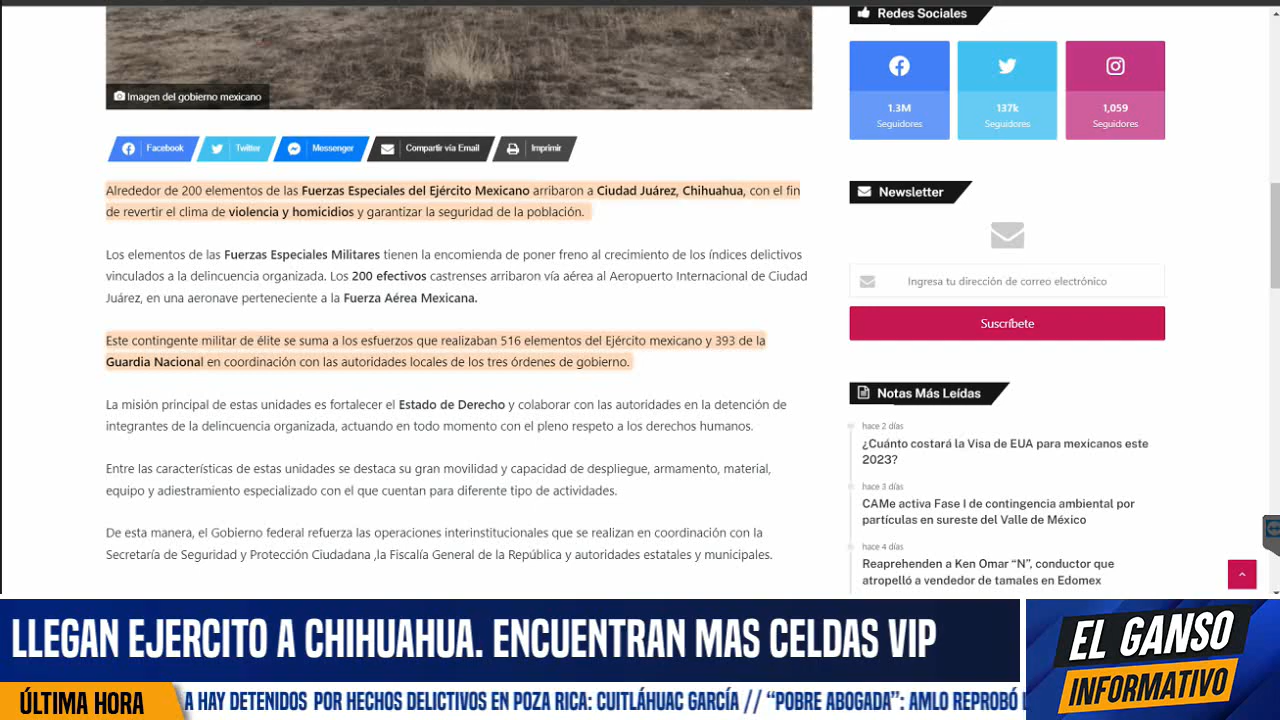 Imagen del gobierno mexicano
Facebook
Twitter
Messenger
Compartir vía Email
Imprimir
Alrededor de 200 elementos de las Fuerzas Especiales del Ejército Mexicano arribaron a Ciudad Juárez, Chihuahua, con el fin
de revertir el clima de violencia y homicidios y garantizar la seguridad de la población.
Los elementos de las Fuerzas Especiales Militares tienen la encomienda de poner freno al crecimiento de los índices delictivos
vinculados a la delincuencia organizada. Los 200 efectivos castrenses arribaron vía aérea al Aeropuerto Internacional de Ciudad
Juárez, en una aeronave perteneciente a la Fuerza Aérea Mexicana.
Este contingente militar de élite se suma a los esfuerzos que realizaban 516 elementos del Ejército mexicano y 393 de la
Guardia Nacional en coordinación con las autoridades locales de los tres órdenes de gobierno.
La misión principal de estas unidades es fortalecer el Estado de Derecho y colaborar con las autoridades en la detención de
integrantes de la delincuencia organizada, actuando en todo momento con el pleno respeto a los derechos humanos.
Entre las características de estas unidades se destaca su gran movilidad y capacidad de despliegue, armamento, material,
equipo y adiestramiento especializado con el que cuentan para diferente tipo de actividades.
De esta manera, el Gobierno federal refuerza las operaciones interinstitucionales que se realizan en coordinación con la
Secretaría de Seguridad y Protección Ciudadana ,la Fiscalía General de la República y autoridades estatales y municipales.
Redes Sociales
1.3M
Seguidores
137k
Seguidores
1,059
Seguidores
Newsletter
Ingresa tu dirección de correo electrónico
Suscríbete
Notas Más Leídas
hace 2 días
¿Cuánto costará la Visa de EUA para mexicanos este
2023?
hace 3 días
CAMe activa Fase I de contingencia ambiental por
partículas en sureste del Valle de México
hace 4 días
Reaprehenden a Ken Omar “N”, conductor que
atropelló a vendedor de tamales en Edomex
LLEGAN EJERCITO A CHIHUAHUA. ENCUENTRAN MAS CELDAS VIP
EL GANSO
INFORMATIVO
ÚLTIMA HORA
A HAY DETENIDOS POR HECHOS DELICTIVOS EN POZA RICA: CUITLÁHUAC GARCÍA // “POBRE ABOGADA”: AMLO REPROBÓ